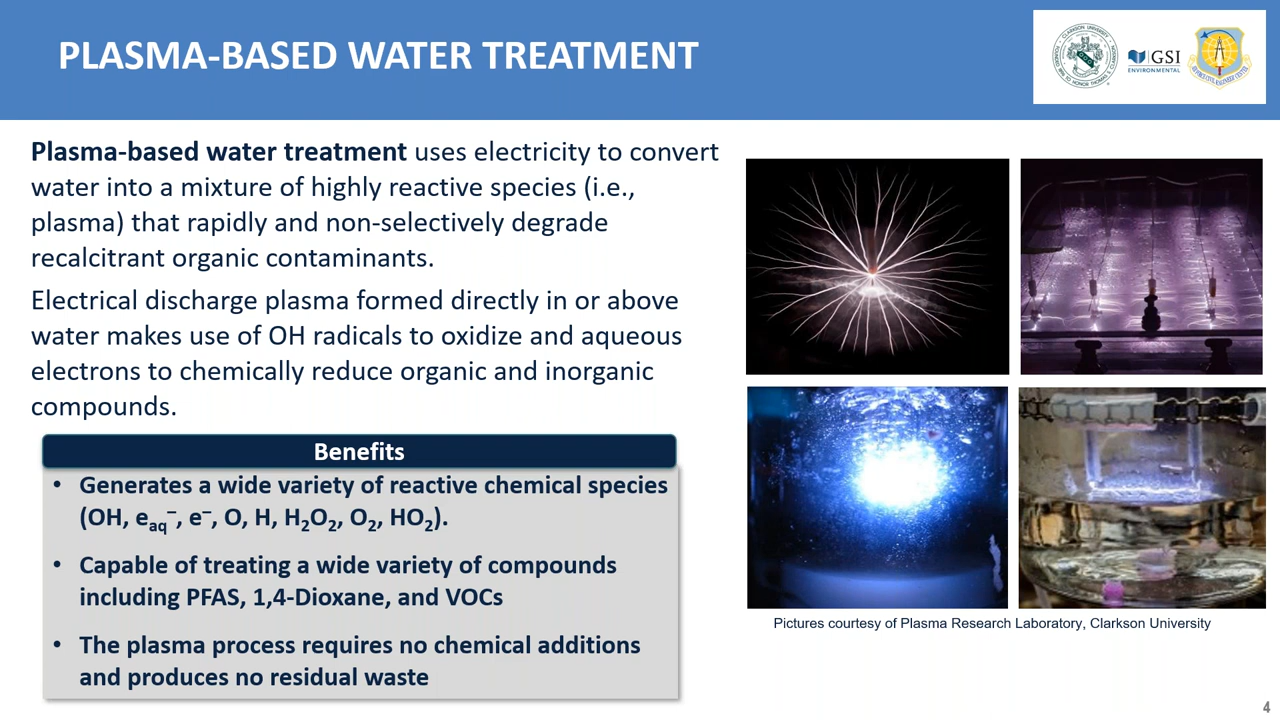 PLASMA-BASED WATER TREATMENT
GSI
ENVIRONMENTAL
Plasma-based water treatment uses electricity to convert
water into a mixture of highly reactive species (i.e.,
plasma) that rapidly and non-selectively degrade
recalcitrant organic contaminants.
Electrical discharge plasma formed directly in or above
water makes use of OH radicals to oxidize and aqueous
electrons to chemically reduce organic and inorganic
compounds.
Benefits
• Generates a wide variety of reactive chemical species
(OH, eaq⁻, e⁻, O, H, H₂O₂, O₂, HO₂).
• Capable of treating a wide variety of compounds
including PFAS, 1,4-Dioxane, and VOCs
• The plasma process requires no chemical additions
and produces no residual waste
Pictures courtesy of Plasma Research Laboratory, Clarkson University
4